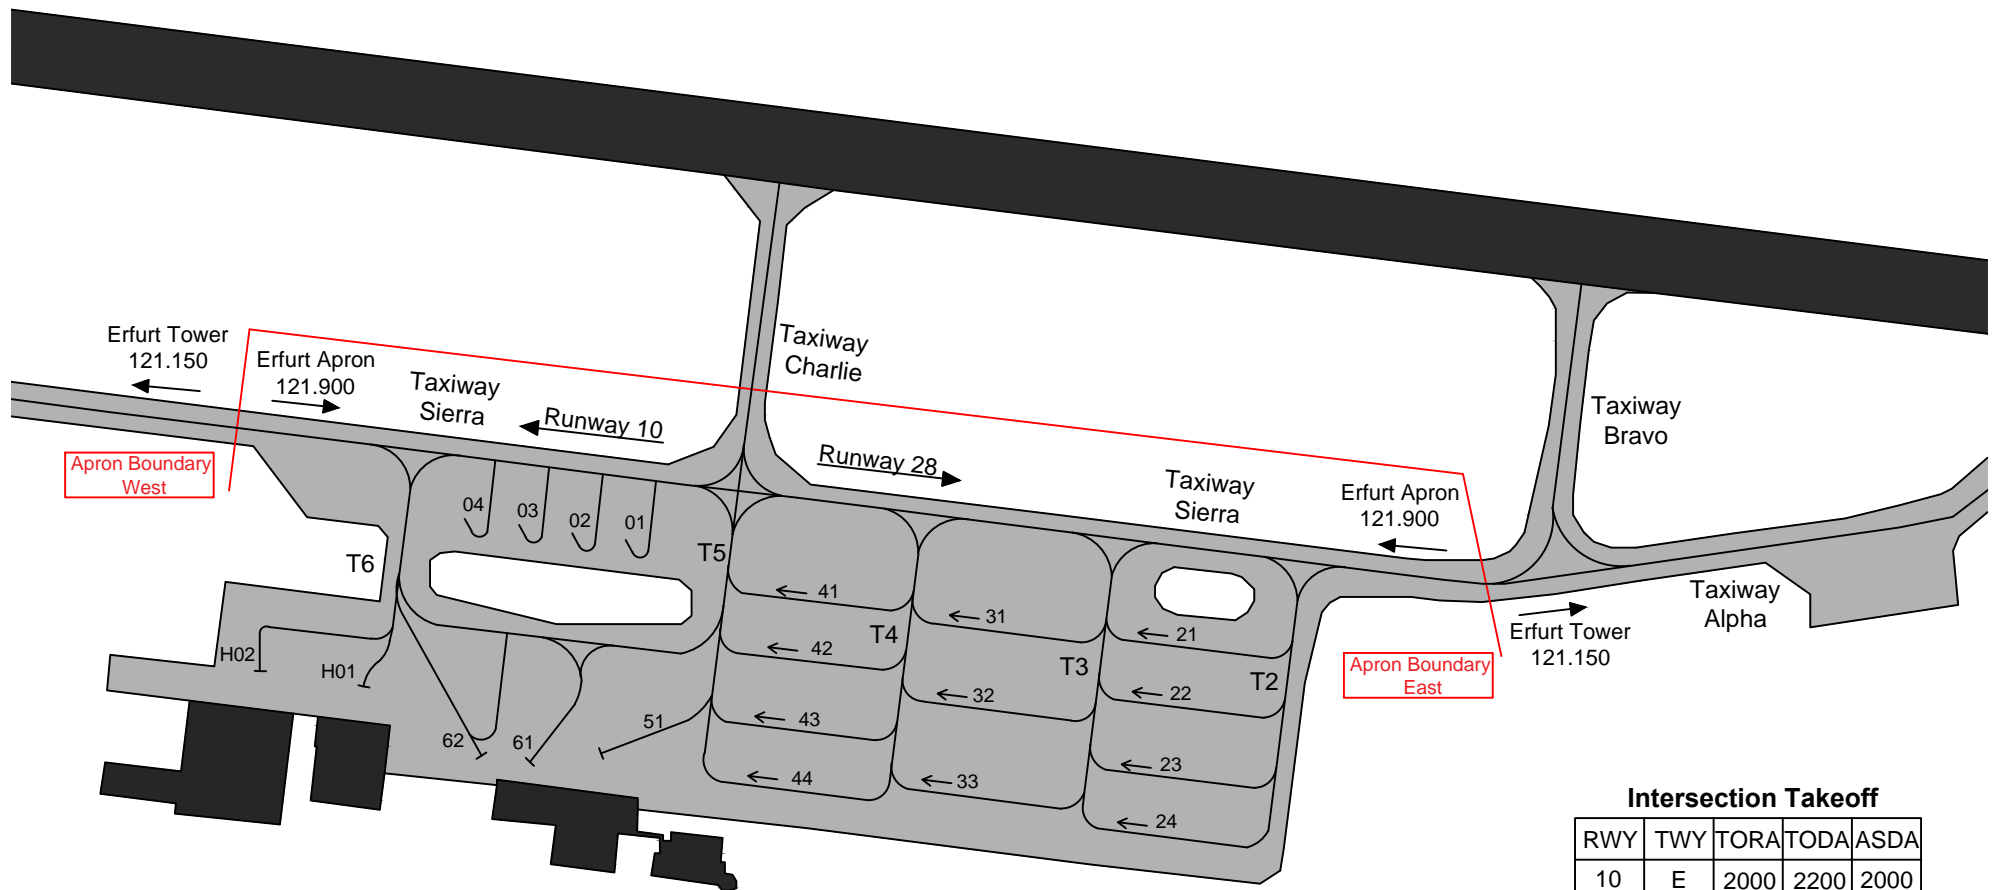 Erfurt Tower
121.150
Erfurt Apron
121.900
Taxiway
Sierra
Runway 10
Taxiway
Charlie
Runway 28
Taxiway
Sierra
Erfurt Apron
121.900
Taxiway
Bravo
Apron Boundary
West
04
03
02
01
T6
T5
41
31
21
T4
42
T3
32
T2
22
H02
H01
43
51
62
61
44
33
23
24
Taxiway
Alpha
Erfurt Tower
121.150
Apron Boundary
East
Intersection Takeoff
RWY TWY TORA TODA ASDA
10 E 2000 2200 2000